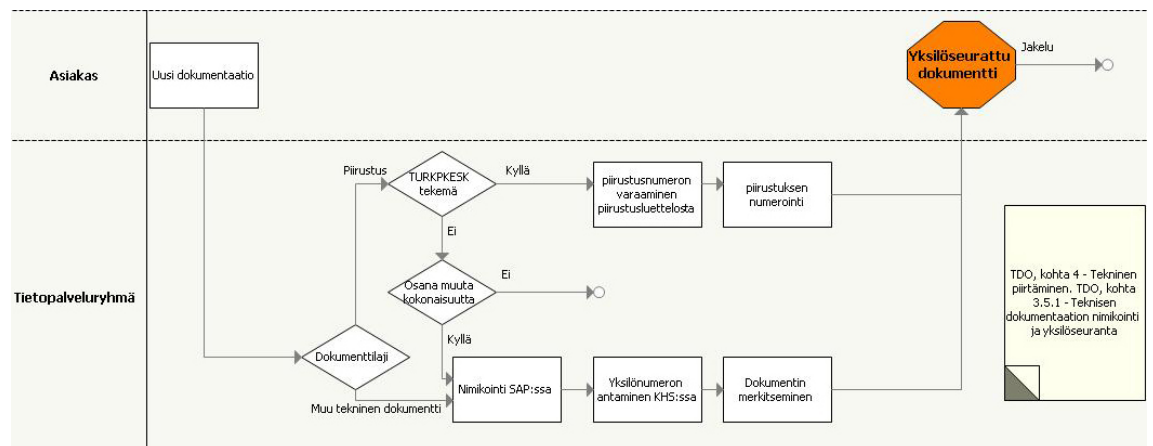 Asiakas
Uusi dokumentaatio
Yksilöseurattu
dokumentti
Jakelu
Tietopalveluryhmä
Piirustus
TURKPKESK
tekemä
Kyllä
piirustusnumeron
varaaminen
piirustusluettelosta
piirustuksen
numerointi
Ei
Osana muuta
kokonaisuutta
Ei
Kyllä
Dokumenttilaji
Muu tekninen dokumentti
Nimikointi SAP:ssa
Yksilönumeron
antaminen KHS:ssa
Dokumentin
merkitseminen
TDO, kohta 4 - Tekninen
piirtäminen. TDO, kohta
3.5.1 - Teknisen
dokumentaation nimikointi
ja yksilöseuranta